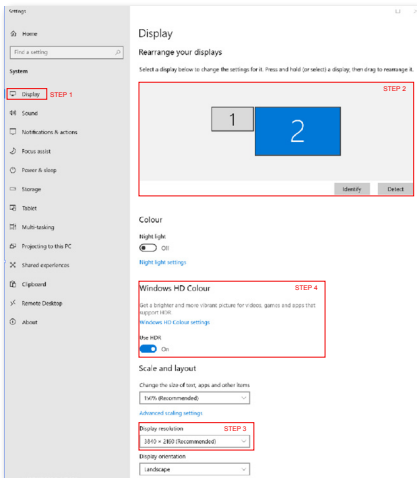 Settings
Home
Display
Find a setting
Rearrange your displays
System
Select a display below to change the settings for it. Press and hold (or select) a display, then drag to rearrange it.
Display STEP 1
STEP 2
Sound
1
2
Notifications & actions
Focus assist
Power & sleep
Storage
Identify
Detect
Tablet
Multi-tasking
Projecting to this PC
Shared experiences
Clipboard
Remote Desktop
About
Colour
Night light
Off
Night light settings
Windows HD Colour STEP 4
Get a brighter and more vibrant picture for videos, games and apps that
support HDR.
Windows HD Colour settings
Use HDR
On
Scale and layout
Change the size of text, apps and other items
(Recommended)
Advanced scaling settings
Display resolution STEP 3
3840 × 2160 (Recommended)
Display orientation
Landscape